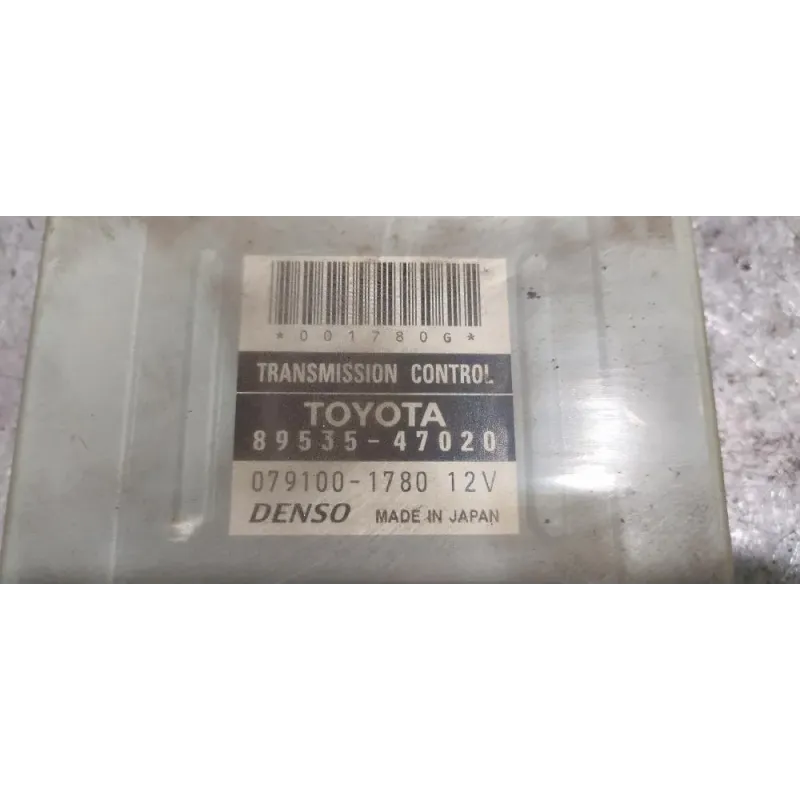 *001780G*
TRANSMISSION CONTROL
TOYOTA
89535-47020
079100-1780 12V
DENSO MADE IN JAPAN